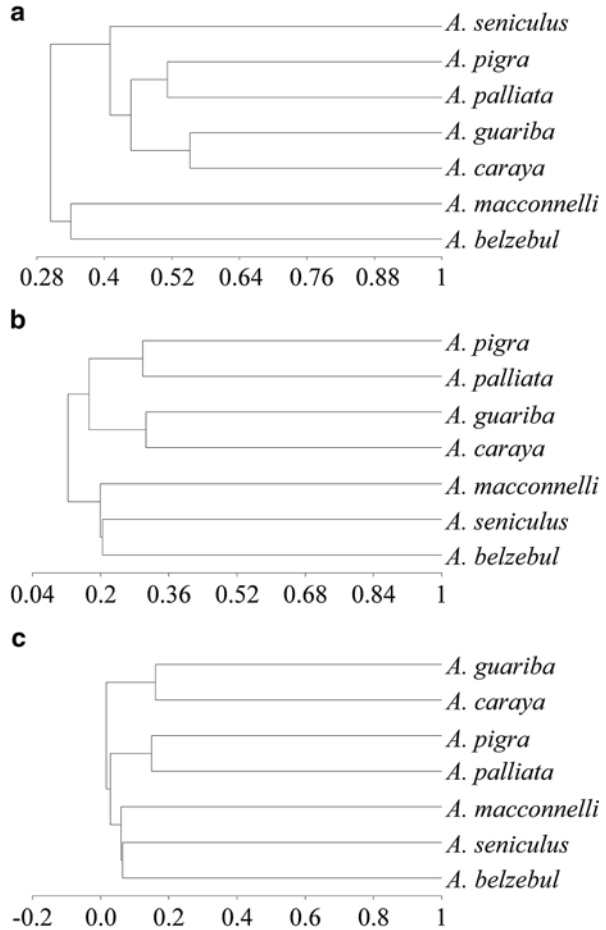 a
A. seniculus
A. pigra
A. palliata
A. guariba
A. caraya
A. macconnelli
A. belzebul
0.28 0.4 0.52 0.64 0.76 0.88 1
b
A. pigra
A. palliata
A. guariba
A. caraya
A. macconnelli
A. seniculus
A. belzebul
0.04 0.2 0.36 0.52 0.68 0.84 1
c
A. guariba
A. caraya
A. pigra
A. palliata
A. macconnelli
A. seniculus
A. belzebul
-0.2 0.0 0.2 0.4 0.6 0.8 1